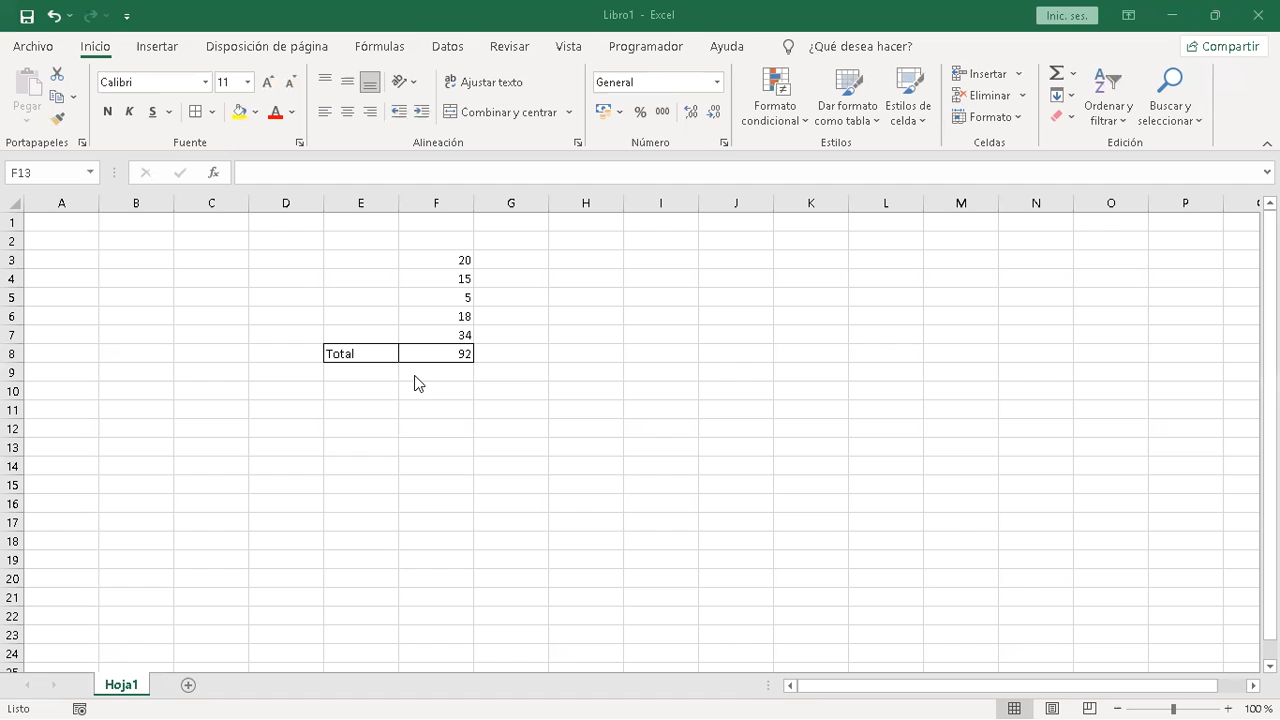 Libro1 - Excel
Inic. ses.
Archivo Inicio Insertar Disposición de página Fórmulas Datos Revisar Vista Programador Ayuda ¿Qué desea hacer? Compartir
Pegar
Calibri 11
N K S
Ajustar texto
Combinar y centrar
General
% 000
Formato condicional
Dar formato como tabla
Estilos de celda
Insertar
Eliminar
Formato
Ordenar y filtrar
Buscar y seleccionar
Portapapeles Fuente Alineación Número Estilos Celdas Edición
F13 fx
A B C D E F G H I J K L M N O P
1
2
3 20
4 15
5 5
6 18
7 34
8 Total 92
9
10
11
12
13
14
15
16
17
18
19
20
21
22
23
24
Hoja1
Listo 100 %